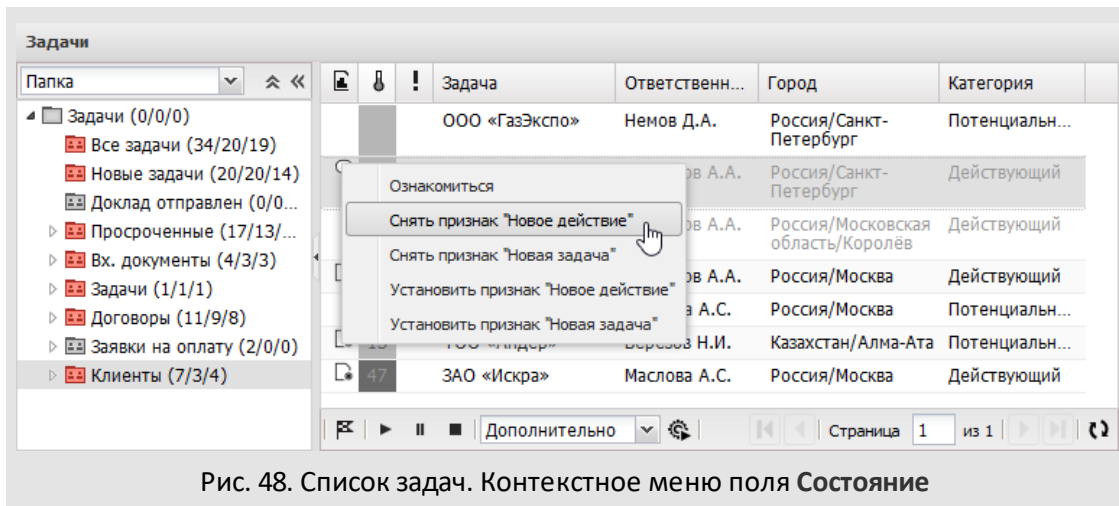 Задачи
Папка
Задачи (0/0/0)
Все задачи (34/20/19)
Новые задачи (20/20/14)
Доклад отправлен (0/0...
Просроченные (17/13/...
Вх. документы (4/3/3)
Задачи (1/1/1)
Договоры (11/9/8)
Заявки на оплату (2/0/0)
Клиенты (7/3/4)
! Задача Ответственн... Город Категория
ООО «ГазЭкспо» Немов Д.А. Россия/Санкт-
Петербург Потенциальн...
А.А. Россия/Санкт-
Петербург Действующий
А.А. Россия/Московская
область/Королёв Действующий
А.А. Россия/Москва Действующий
А.С. Россия/Москва Потенциальн...
Н.И. Казахстан/Алма-Ата Потенциальн...
47 ЗАО «Искра» Маслова А.С. Россия/Москва Действующий
Ознакомиться
Снять признак "Новое действие"
Снять признак "Новая задача"
Установить признак "Новое действие"
Установить признак "Новая задача"
Дополнительно Страница 1 из 1
Рис. 48. Список задач. Контекстное меню поля Состояние